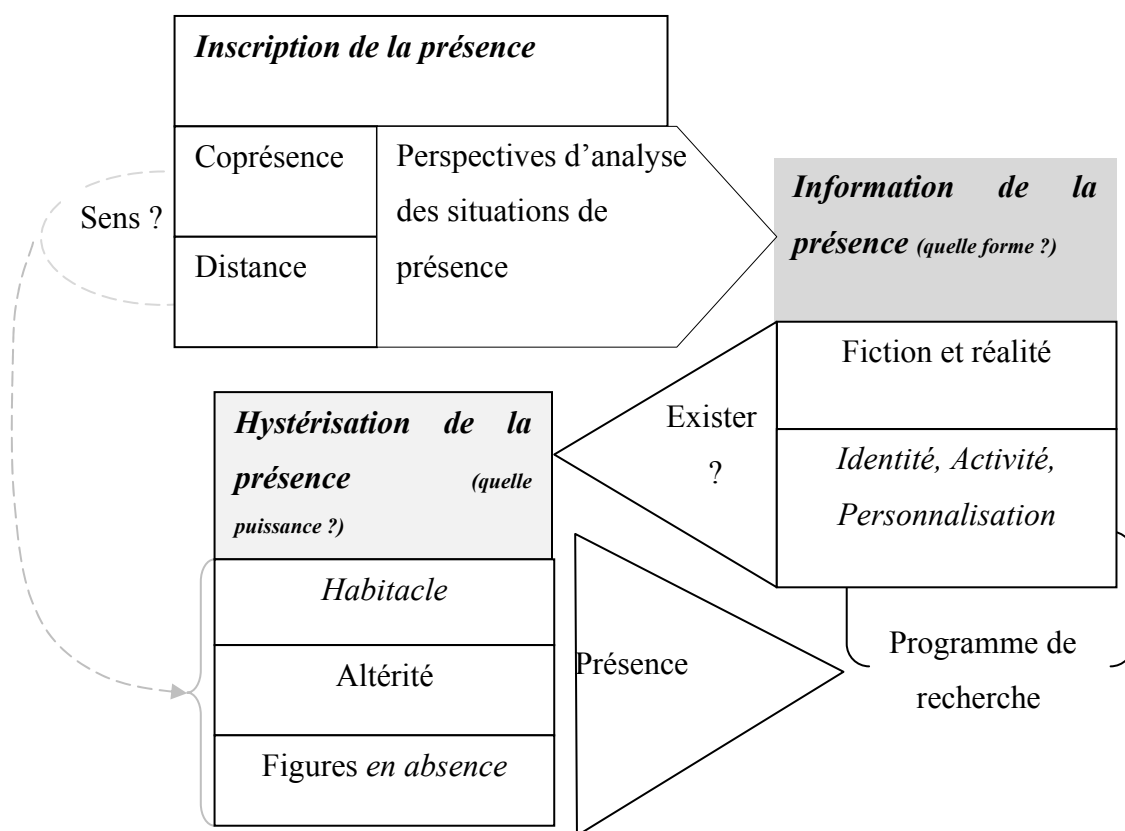 Inscription de la présence
Coprésence
Distance
Perspectives d’analyse
des situations de
présence
Sens ?
Information de la
présence (quelle forme ?)
Fiction et réalité
Identité, Activité,
Personnalisation
Exister
?
Hystérisation de la
présence (quelle
puissance ?)
Habitacle
Altérité
Figures en absence
Présence
Programme de
recherche